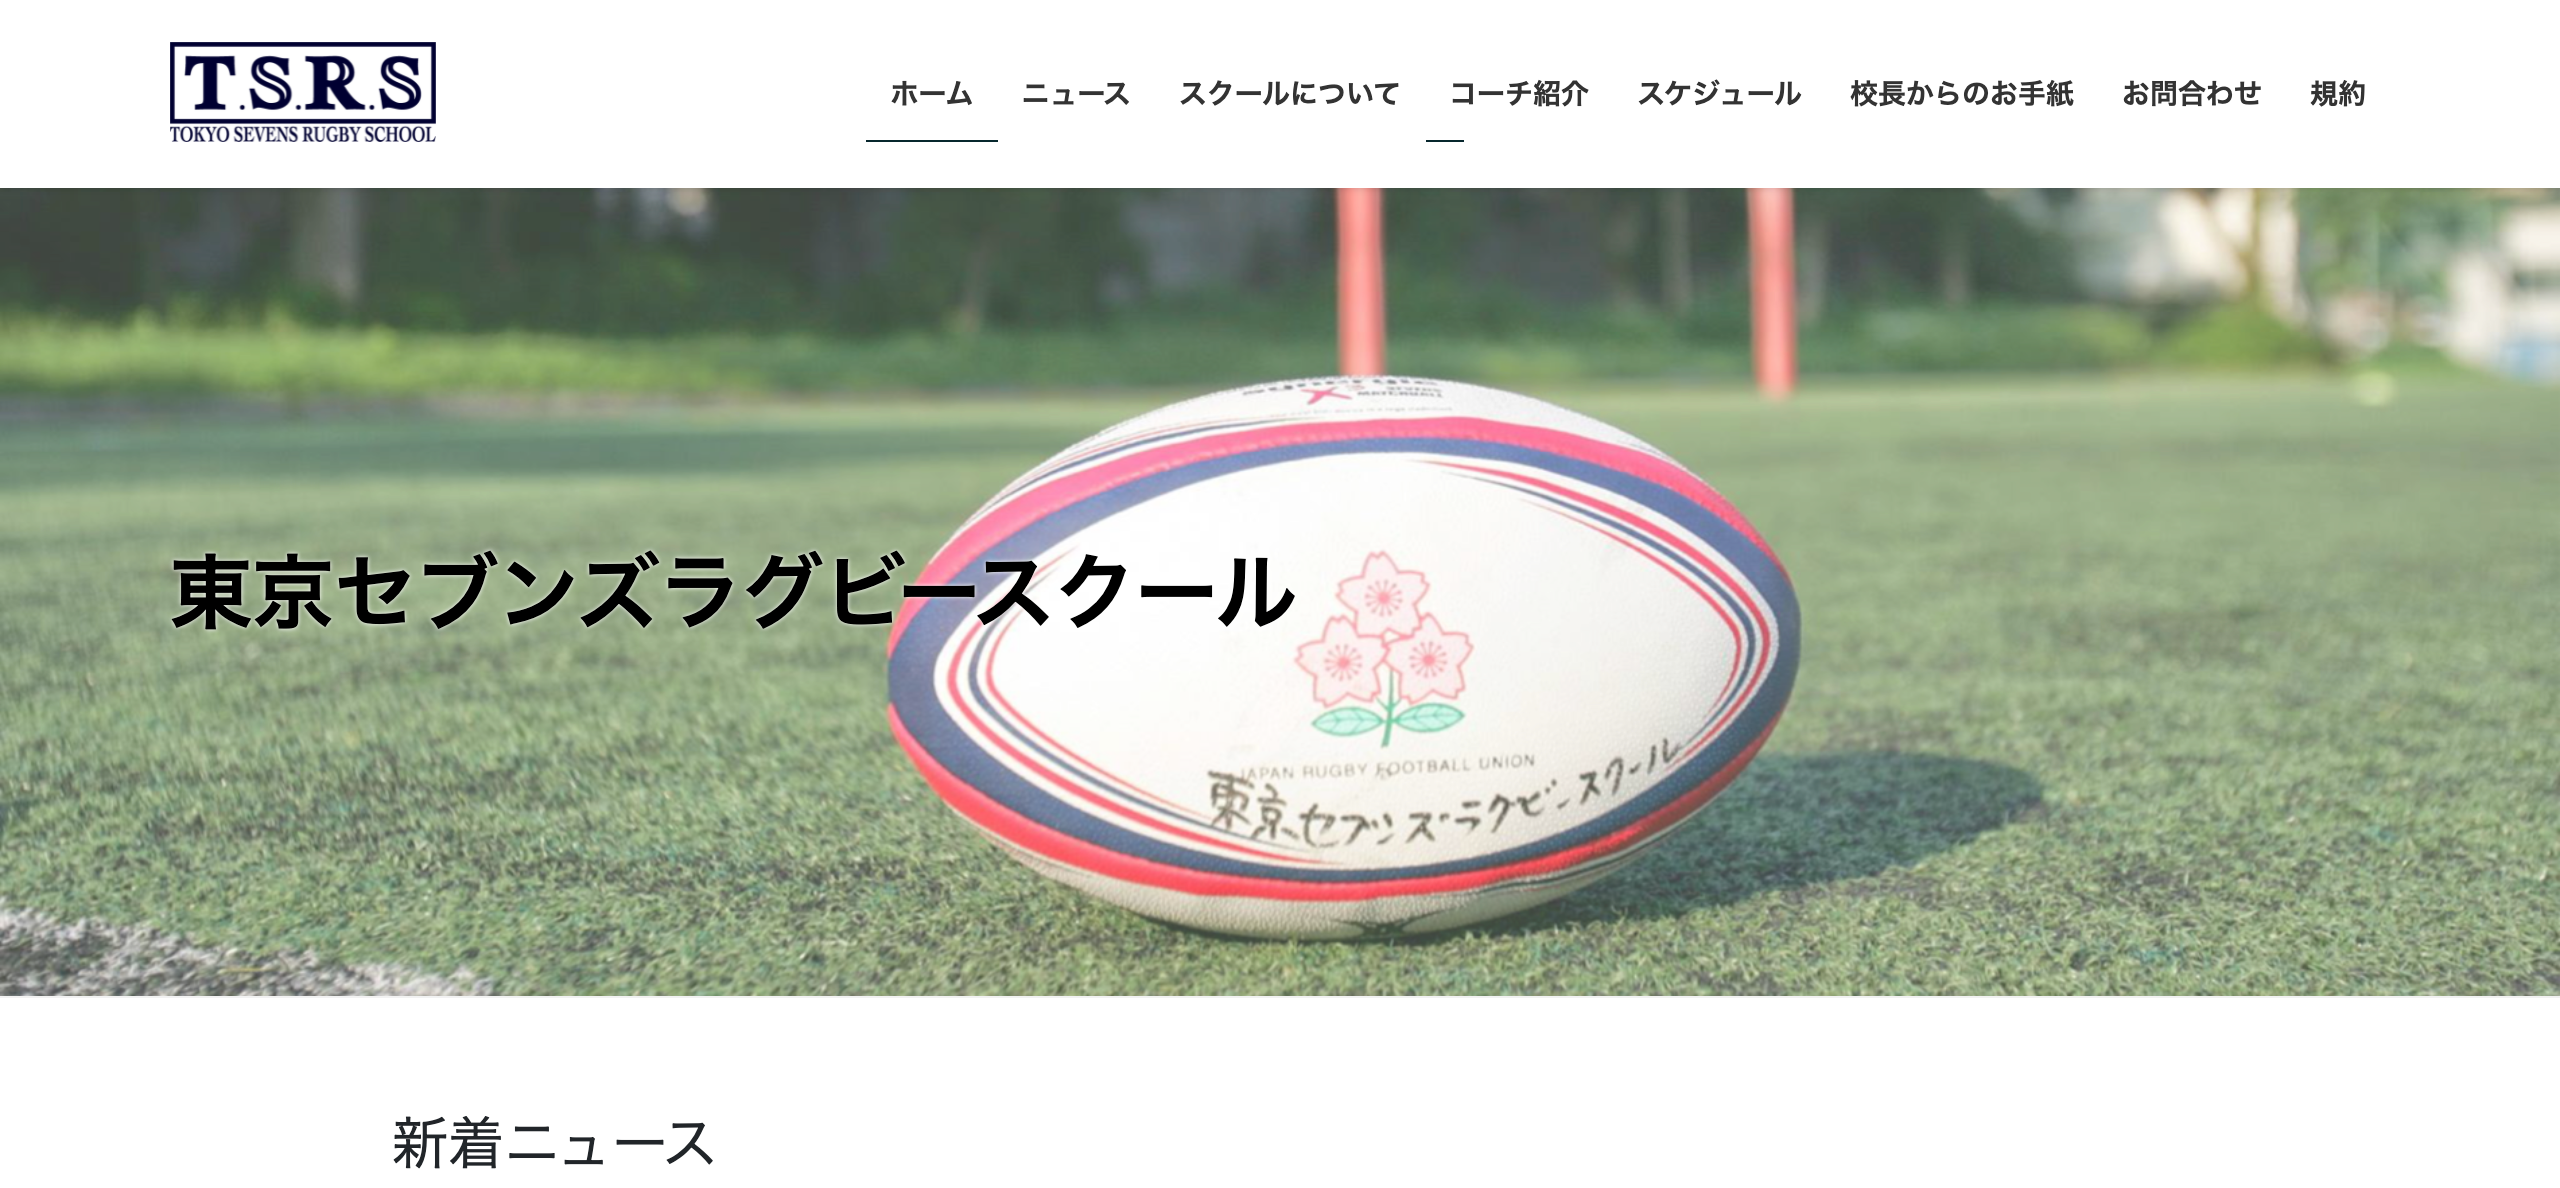 T.S.R.S
TOKYO SEVENS RUGBY SCHOOL
ホーム ニュース スクールについて コーチ紹介 スケジュール 校長からのお手紙 お問合わせ 規約
東京セブンズラグビースクール
JAPAN RUGBY FOOTBALL UNION
東京セブンズラグビースクール
新着ニュース